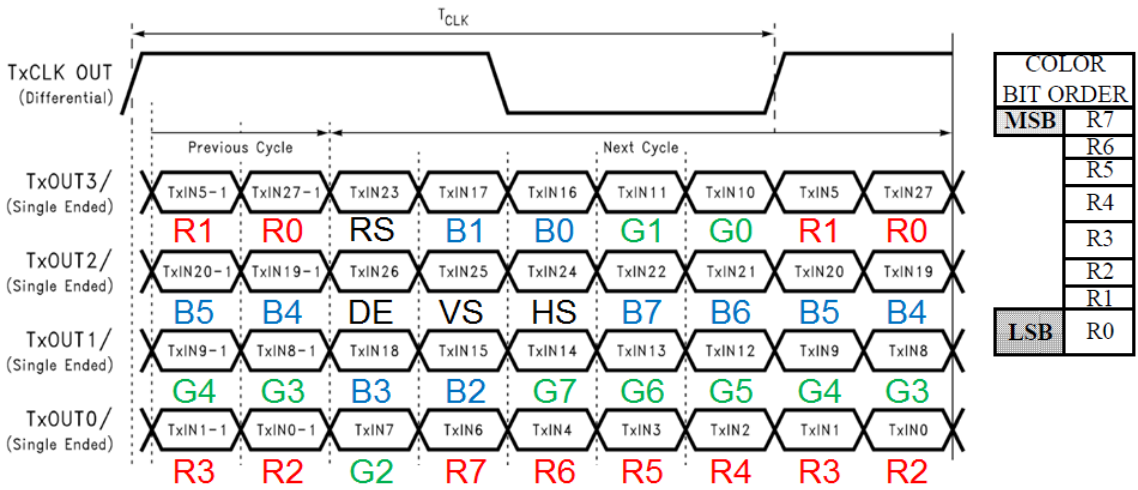 T_CLK
TxCLK OUT
(Differential)
Previous Cycle
Next Cycle
TxOUT3/
(Single Ended)
TxIN5-1 TxIN27-1 TxIN23 TxIN17 TxIN16 TxIN11 TxIN10 TxIN5 TxIN27
R1 R0 RS B1 B0 G1 G0 R1 R0
TxOUT2/
(Single Ended)
TxIN20-1 TxIN19-1 TxIN26 TxIN25 TxIN24 TxIN22 TxIN21 TxIN20 TxIN19
B5 B4 DE VS HS B7 B6 B5 B4
TxOUT1/
(Single Ended)
TxIN9-1 TxIN8-1 TxIN18 TxIN15 TxIN14 TxIN13 TxIN12 TxIN9 TxIN8
G4 G3 B3 B2 G7 G6 G5 G4 G3
TxOUT0/
(Single Ended)
TxIN1-1 TxIN0-1 TxIN7 TxIN6 TxIN4 TxIN3 TxIN2 TxIN1 TxIN0
R3 R2 G2 R7 R6 R5 R4 R3 R2
COLOR
BIT ORDER
MSB R7
R6
R5
R4
R3
R2
R1
LSB R0